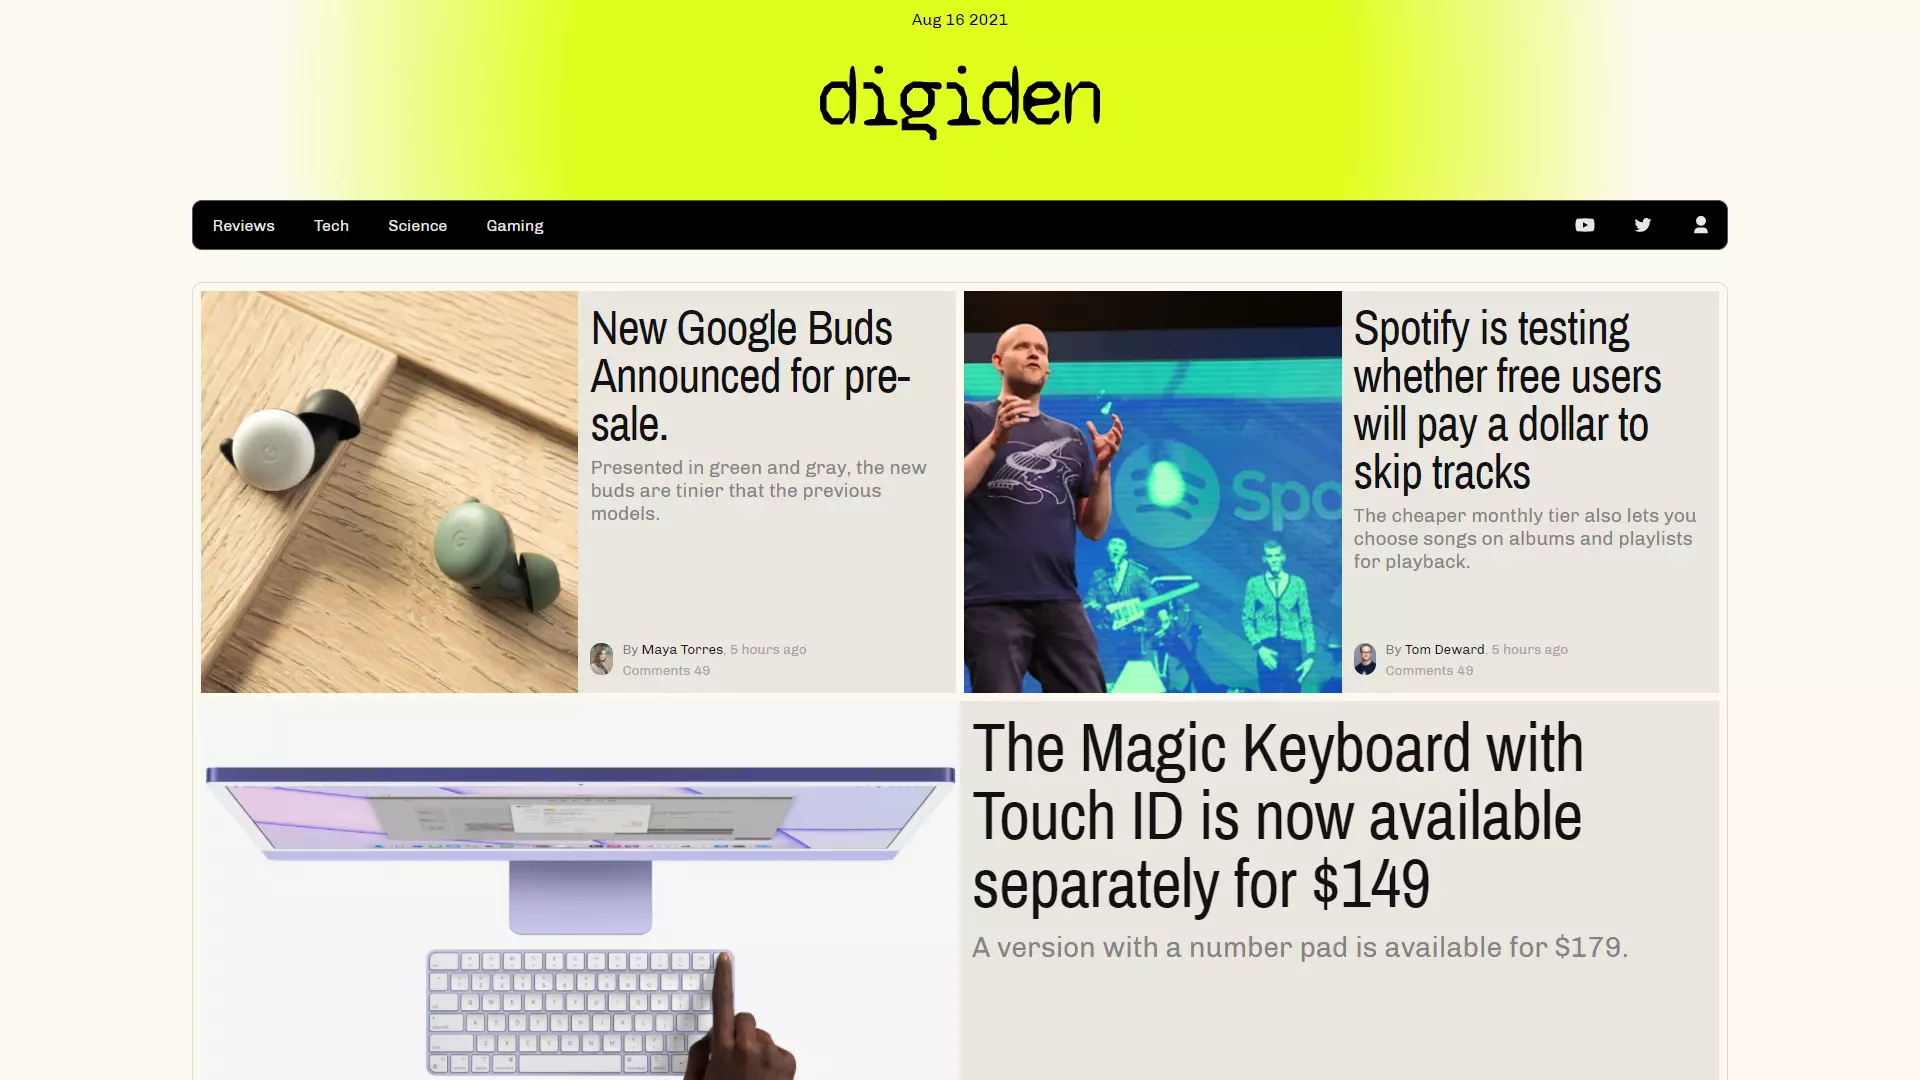 Aug 16 2021
digiden
Reviews Tech Science Gaming
New Google Buds
Announced for pre-
sale.
Presented in green and gray, the new
buds are tinier that the previous
models.
By Maya Torres, 5 hours ago
Comments 49
Spo
Spotify is testing
whether free users
will pay a dollar to
skip tracks
The cheaper monthly tier also lets you
choose songs on albums and playlists
for playback.
By Tom Deward, 5 hours ago
Comments 49
The Magic Keyboard with
Touch ID is now available
separately for $149
A version with a number pad is available for $179.